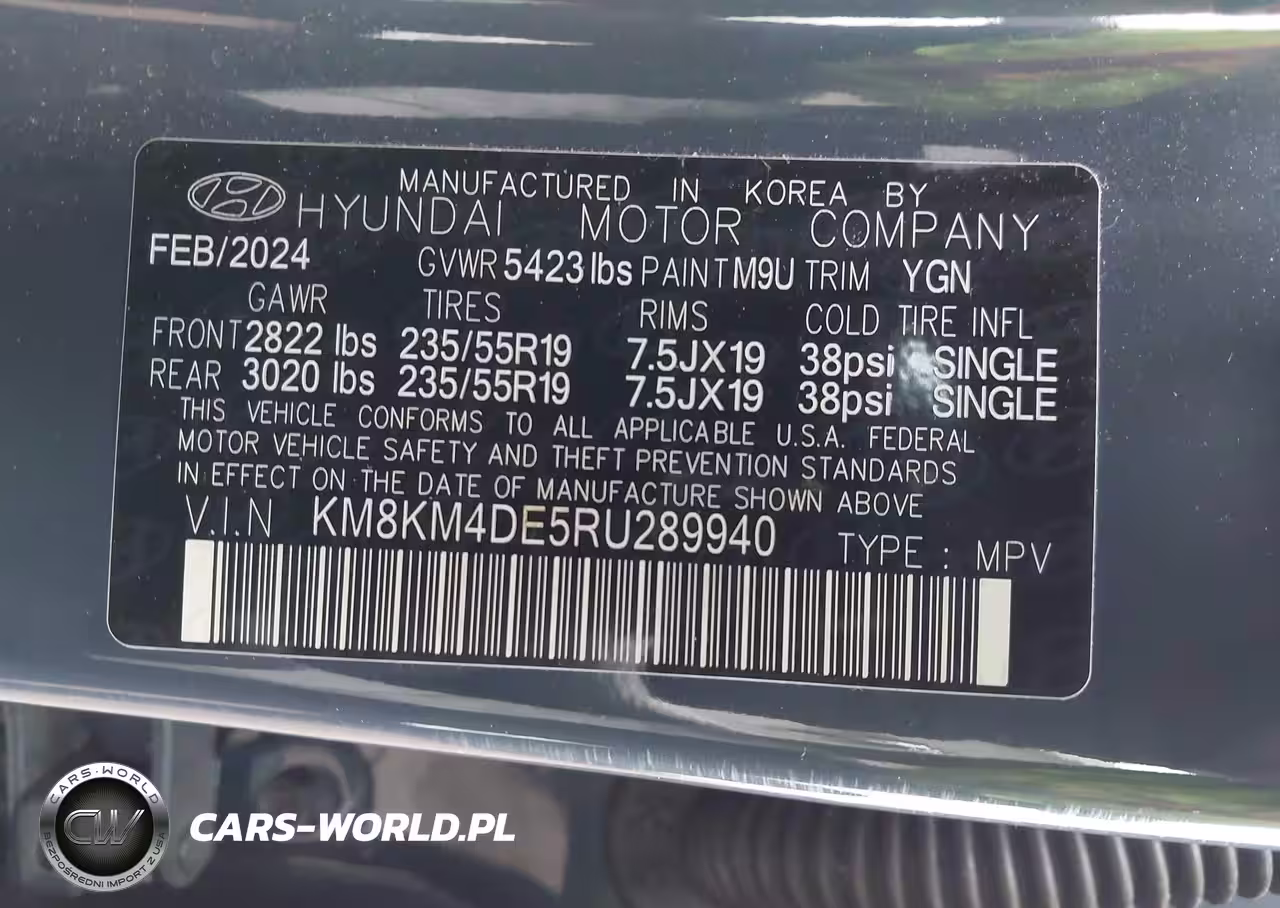 MANUFACTURED IN KOREA BY
HYUNDAI MOTOR COMPANY
FEB/2024 GVWR 5423 lbs PAINT M9U TRIM YGN
GAWR TIRES RIMS COLD TIRE INFL
FRONT 2822 lbs 235/55R19 7.5JX19 38psi SINGLE
REAR 3020 lbs 235/55R19 7.5JX19 38psi SINGLE
THIS VEHICLE CONFORMS TO ALL APPLICABLE U.S.A. FEDERAL
MOTOR VEHICLE SAFETY AND THEFT PREVENTION STANDARDS
IN EFFECT ON THE DATE OF MANUFACTURE SHOWN ABOVE
V.I.N KM8KM4DE5RU289940 TYPE : MPV
CARS-WORLD
CW
BEZPOŚREDNI IMPORT Z USA
CARS-WORLD.PL